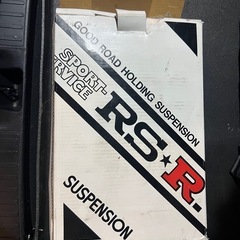 GOOD ROAD HOLDING SUSPENSION
SPORT-
SERVICE
RS★R.
SUSPENSION